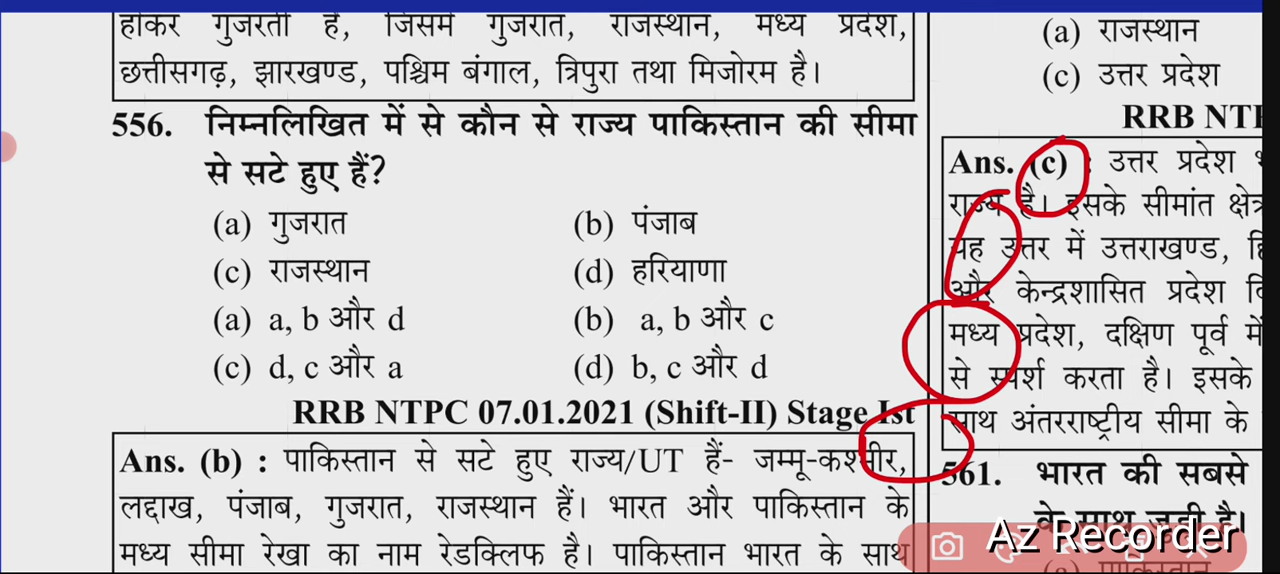 होकर गुजरती है, जिसमें गुजरात, राजस्थान, मध्य प्रदेश,
छत्तीसगढ़, झारखण्ड, पश्चिम बंगाल, त्रिपुरा तथा मिजोरम है।
556. निम्नलिखित में से कौन से राज्य पाकिस्तान की सीमा
से सटे हुए हैं?
(a) गुजरात (b) पंजाब
(c) राजस्थान (d) हरियाणा
(a) a, b और d (b) a, b और c
(c) d, c और a (d) b, c और d
RRB NTPC 07.01.2021 (Shift-II) Stage Ist
Ans. (b) : पाकिस्तान से सटे हुए राज्य/UT हैं- जम्मू-कश्मीर,
लद्दाख, पंजाब, गुजरात, राजस्थान हैं। भारत और पाकिस्तान के
मध्य सीमा रेखा का नाम रेडक्लिफ है। पाकिस्तान भारत के साथ
(a) राजस्थान
(c) उत्तर प्रदेश
RRB
Ans. (c) : उत्तर प्रदेश
राज्य है। इसके सीमांत
यह उत्तर में उत्तराखण्ड,
और केन्द्रशासित प्रदेश
मध्य प्रदेश, दक्षिण पूर्व में
से स्पर्श करता है। इसके
साथ अंतरराष्ट्रीय सीमा के
561. भारत की सबसे
के साथ जुड़ी है।
(a) पाकिस्तान
Az Recorder